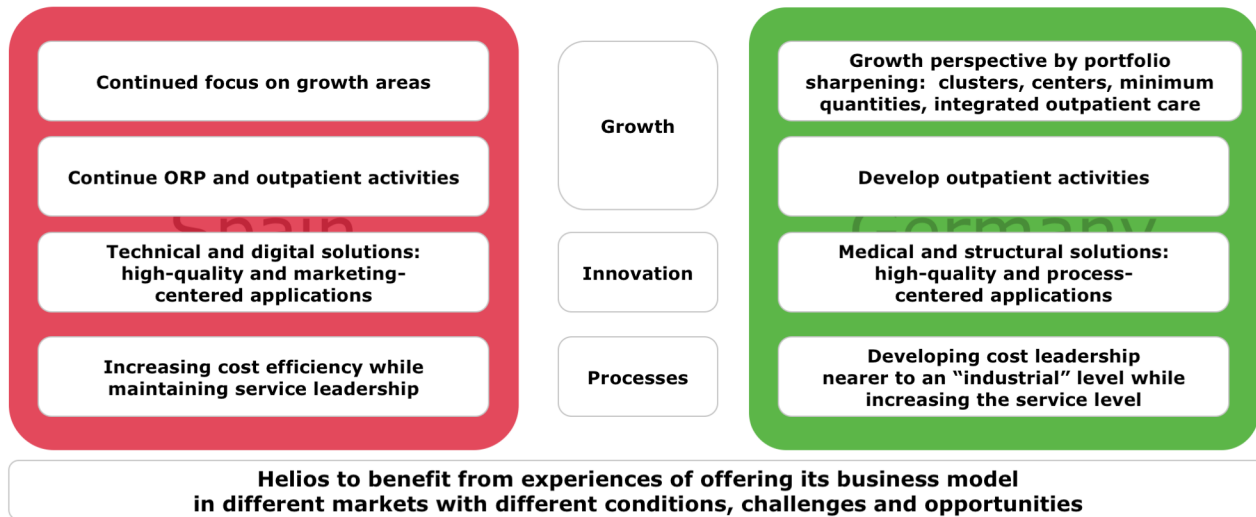 Continued focus on growth areas
Growth
Growth perspective by portfolio
sharpening:  clusters, centers, minimum
quantities, integrated outpatient care
Continue ORP and outpatient activities
Develop outpatient activities
Spain
Germany
Technical and digital solutions:
high-quality and marketing-
centered applications
Innovation
Medical and structural solutions:
high-quality and process-
centered applications
Increasing cost efficiency while
maintaining service leadership
Processes
Developing cost leadership
nearer to an “industrial” level while
increasing the service level
Helios to benefit from experiences of offering its business model
in different markets with different conditions, challenges and opportunities